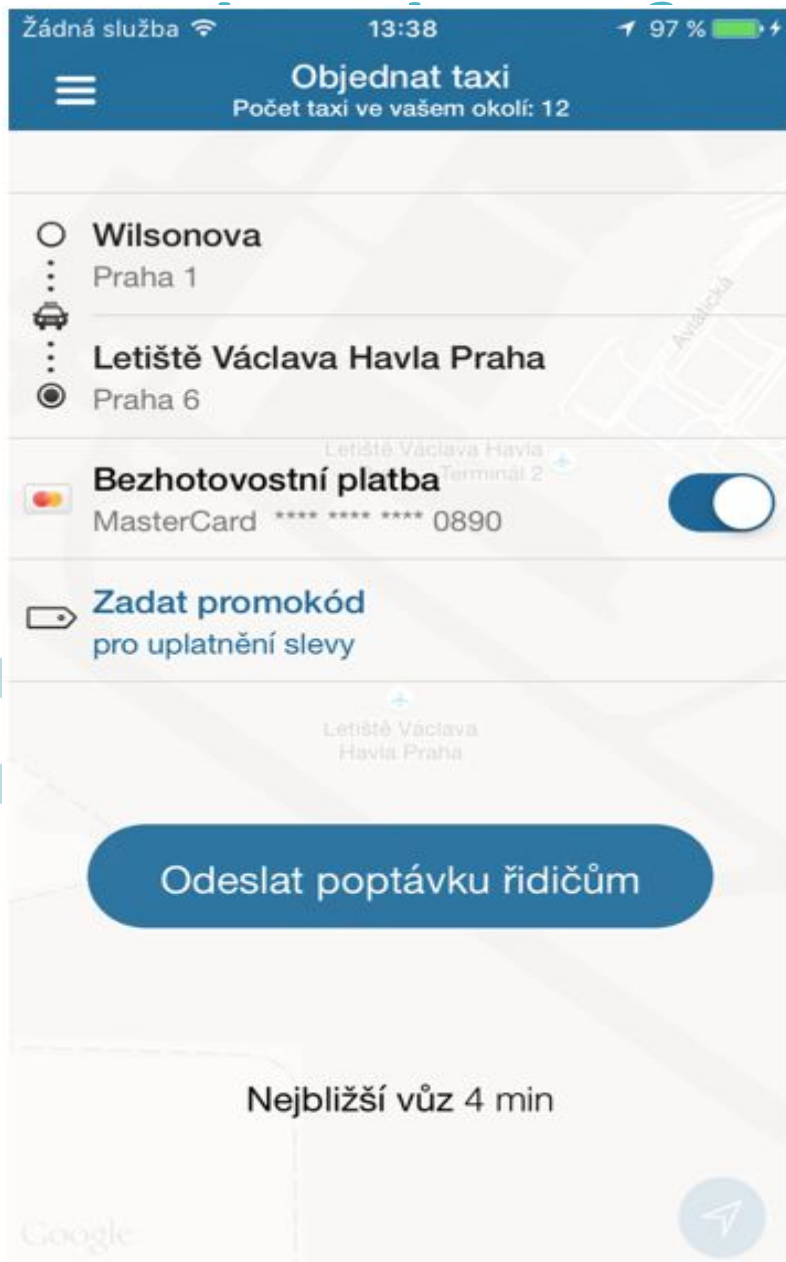 Žádná služba 13:38 97 %
Objednat taxi
Počet taxi ve vašem okolí: 12
Wilsonova
Praha 1
Aviatická
Letiště Václava Havla Praha
Praha 6
Letiště Václava Havla
Terminál 2
Bezhotovostní platba
MasterCard **** **** **** 0890
Zadat promokód
pro uplatnění slevy
Letiště Václava
Havla Praha
Odeslat poptávku řidičům
Nejbližší vůz 4 min
Google